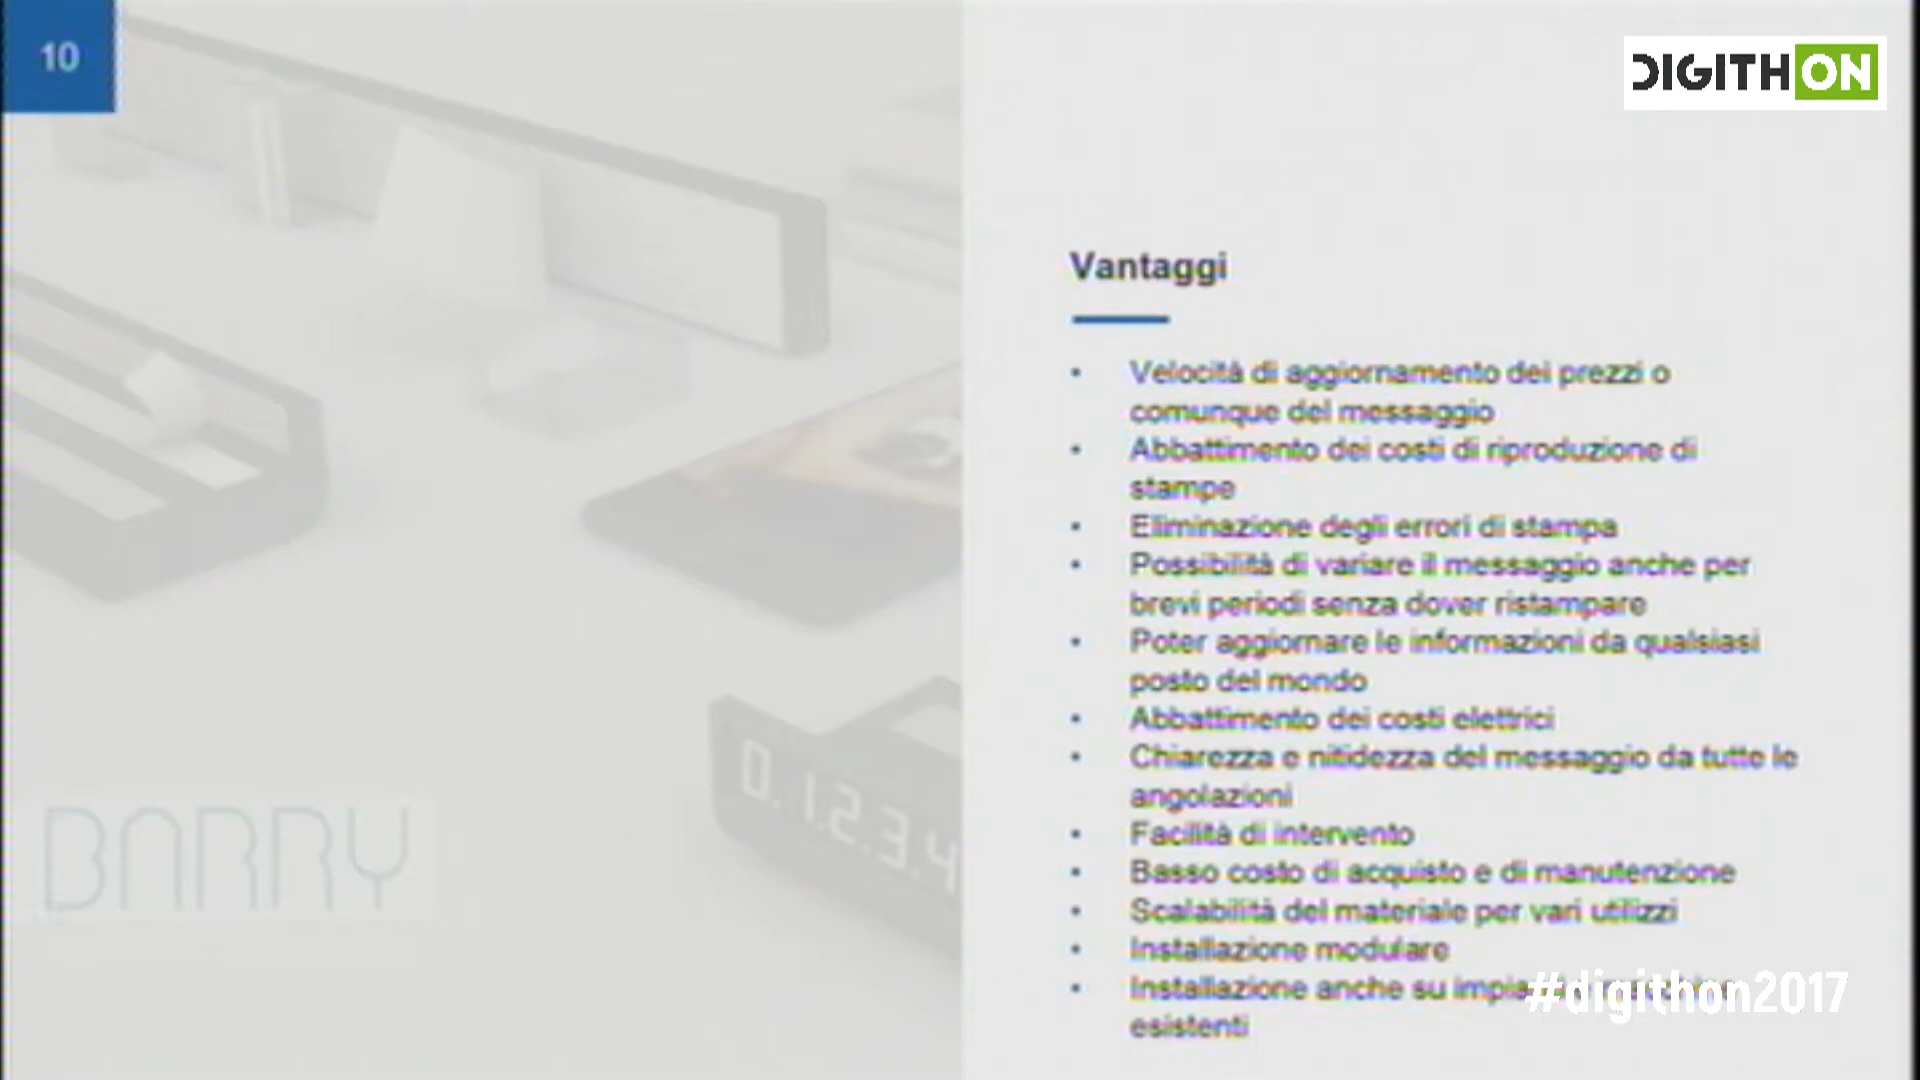 10
DIGITHON
Vantaggi
• Velocità di aggiornamento dei prezzi o
comunque del messaggio
• Abbattimento dei costi di riproduzione di
stampe
• Eliminazione degli errori di stampa
• Possibilità di variare il messaggio anche per
brevi periodi senza dover ristampare
• Poter aggiornare le informazioni da qualsiasi
posto del mondo
• Abbattimento dei costi elettrici
• Chiarezza e nitidezza del messaggio da tutte le
angolazioni
• Facilità di intervento
• Basso costo di acquisto e di manutenzione
• Scalabilità del materiale per vari utilizzi
• Installazione modulare
• Installazione anche su
esistenti
#digithon2017
BARRY
0.1.2.3.4